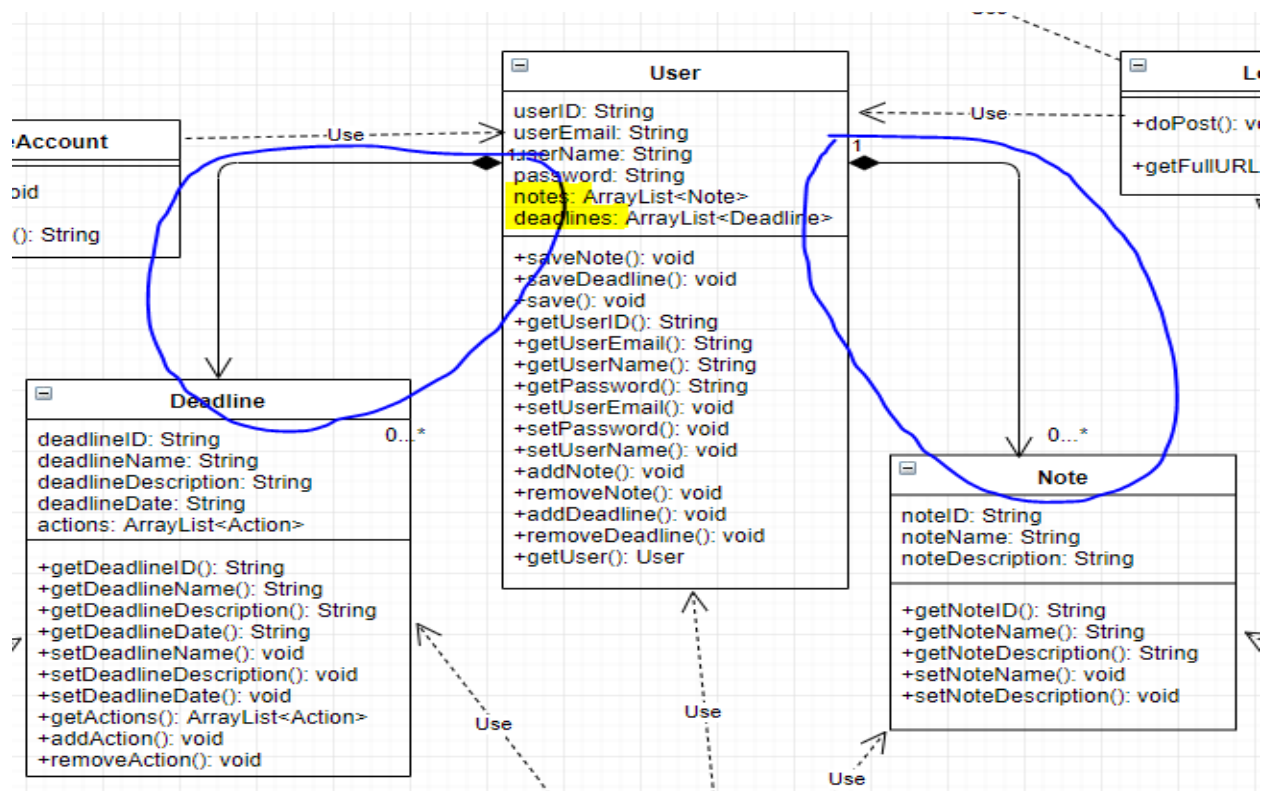 User
userID: String
userEmail: String
userName: String
password: String
notes: ArrayList<Note>
deadlines: ArrayList<Deadline>
+saveNote(): void
+saveDeadline(): void
+save(): void
+getUserID(): String
+getUserEmail(): String
+getUserName(): String
+getPassword(): String
+setUserEmail(): void
+setPassword(): void
+setUserName(): void
+addNote(): void
+removeNote(): void
+addDeadline(): void
+removeDeadline(): void
+getUser(): User
eAccount
oid
(): String
Use
1
Use
1
+doPost(): v
+getFullURL
Deadline
0...*
deadlineID: String
deadlineName: String
deadlineDescription: String
deadlineDate: String
actions: ArrayList<Action>
+getDeadlineID(): String
+getDeadlineName(): String
+getDeadlineDescription(): String
+getDeadlineDate(): String
+setDeadlineName(): void
+setDeadlineDescription(): void
+setDeadlineDate(): void
+getActions(): ArrayList<Action>
+addAction(): void
+removeAction(): void
0...*
Note
noteID: String
noteName: String
noteDescription: String
+getNoteID(): String
+getNoteName(): String
+getNoteDescription(): String
+setNoteName(): void
+setNoteDescription(): void
Use
Use
Use